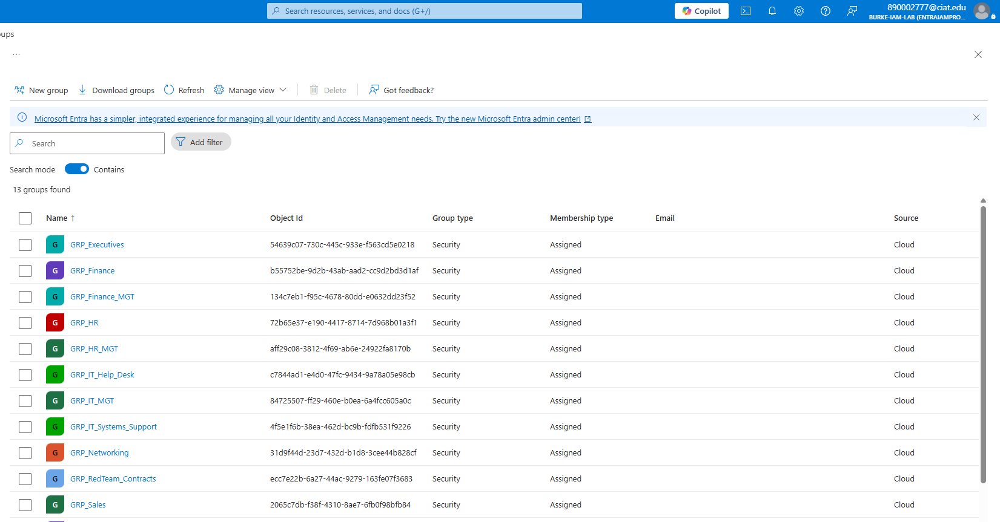 Search resources, services, and docs (G+/)
Copilot
890002777@ciat.edu
BURKE-IAM-LAB (ENTRAIAMPRO...
oups
...
New group
Download groups
Refresh
Manage view
Delete
Got feedback?
Microsoft Entra has a simpler, integrated experience for managing all your Identity and Access Management needs. Try the new Microsoft Entra admin center!
Search
Add filter
Search mode
Contains
13 groups found
Name ↑ Object Id Group type Membership type Email Source
G GRP_Executives 54639c07-730c-445c-933e-f563cd5e0218 Security Assigned Cloud
G GRP_Finance b55752be-9d2b-43ab-aad2-cc9d2bd3d1af Security Assigned Cloud
G GRP_Finance_MGT 134c7eb1-f95c-4678-80dd-e0632dd23f52 Security Assigned Cloud
G GRP_HR 72b65e37-e190-4417-8714-7d968b01a3f1 Security Assigned Cloud
G GRP_HR_MGT aff29c08-3812-4f69-ab6e-24922fa8170b Security Assigned Cloud
G GRP_IT_Help_Desk c7844ad1-e4d0-47fc-9434-9a78a05e98cb Security Assigned Cloud
G GRP_IT_MGT 84725507-ff29-460e-b0ea-6a4fcc605a0c Security Assigned Cloud
G GRP_IT_Systems_Support 4f5e1f6b-38ea-462d-bc9b-fdfb531f9226 Security Assigned Cloud
G GRP_Networking 31d9f44d-23d7-432d-b1d8-3cee44b828cf Security Assigned Cloud
G GRP_RedTeam_Contracts ecc7e22b-6a27-44ac-9279-163fe07f3683 Security Assigned Cloud
G GRP_Sales 2065c7db-f38f-4310-8ae7-6fb0f98bfb84 Security Assigned Cloud